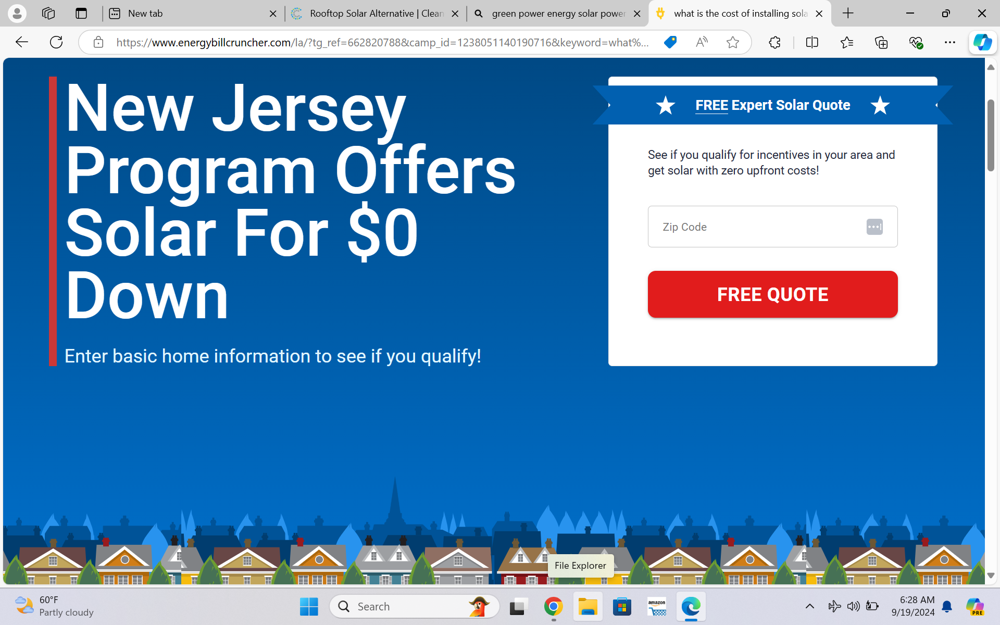 New tab
Rooftop Solar Alternative | Clean
green power energy solar power
what is the cost of installing sola
https://www.energybillcruncher.com/la/?tg_ref=662820788&camp_id=1238051140190716&keyword=what%...
New Jersey
Program Offers
Solar For $0
Down
Enter basic home information to see if you qualify!
FREE Expert Solar Quote
See if you qualify for incentives in your area and
get solar with zero upfront costs!
Zip Code
FREE QUOTE
File Explorer
60°F
Partly cloudy
Search
amazon
6:28 AM
9/19/2024
PRE